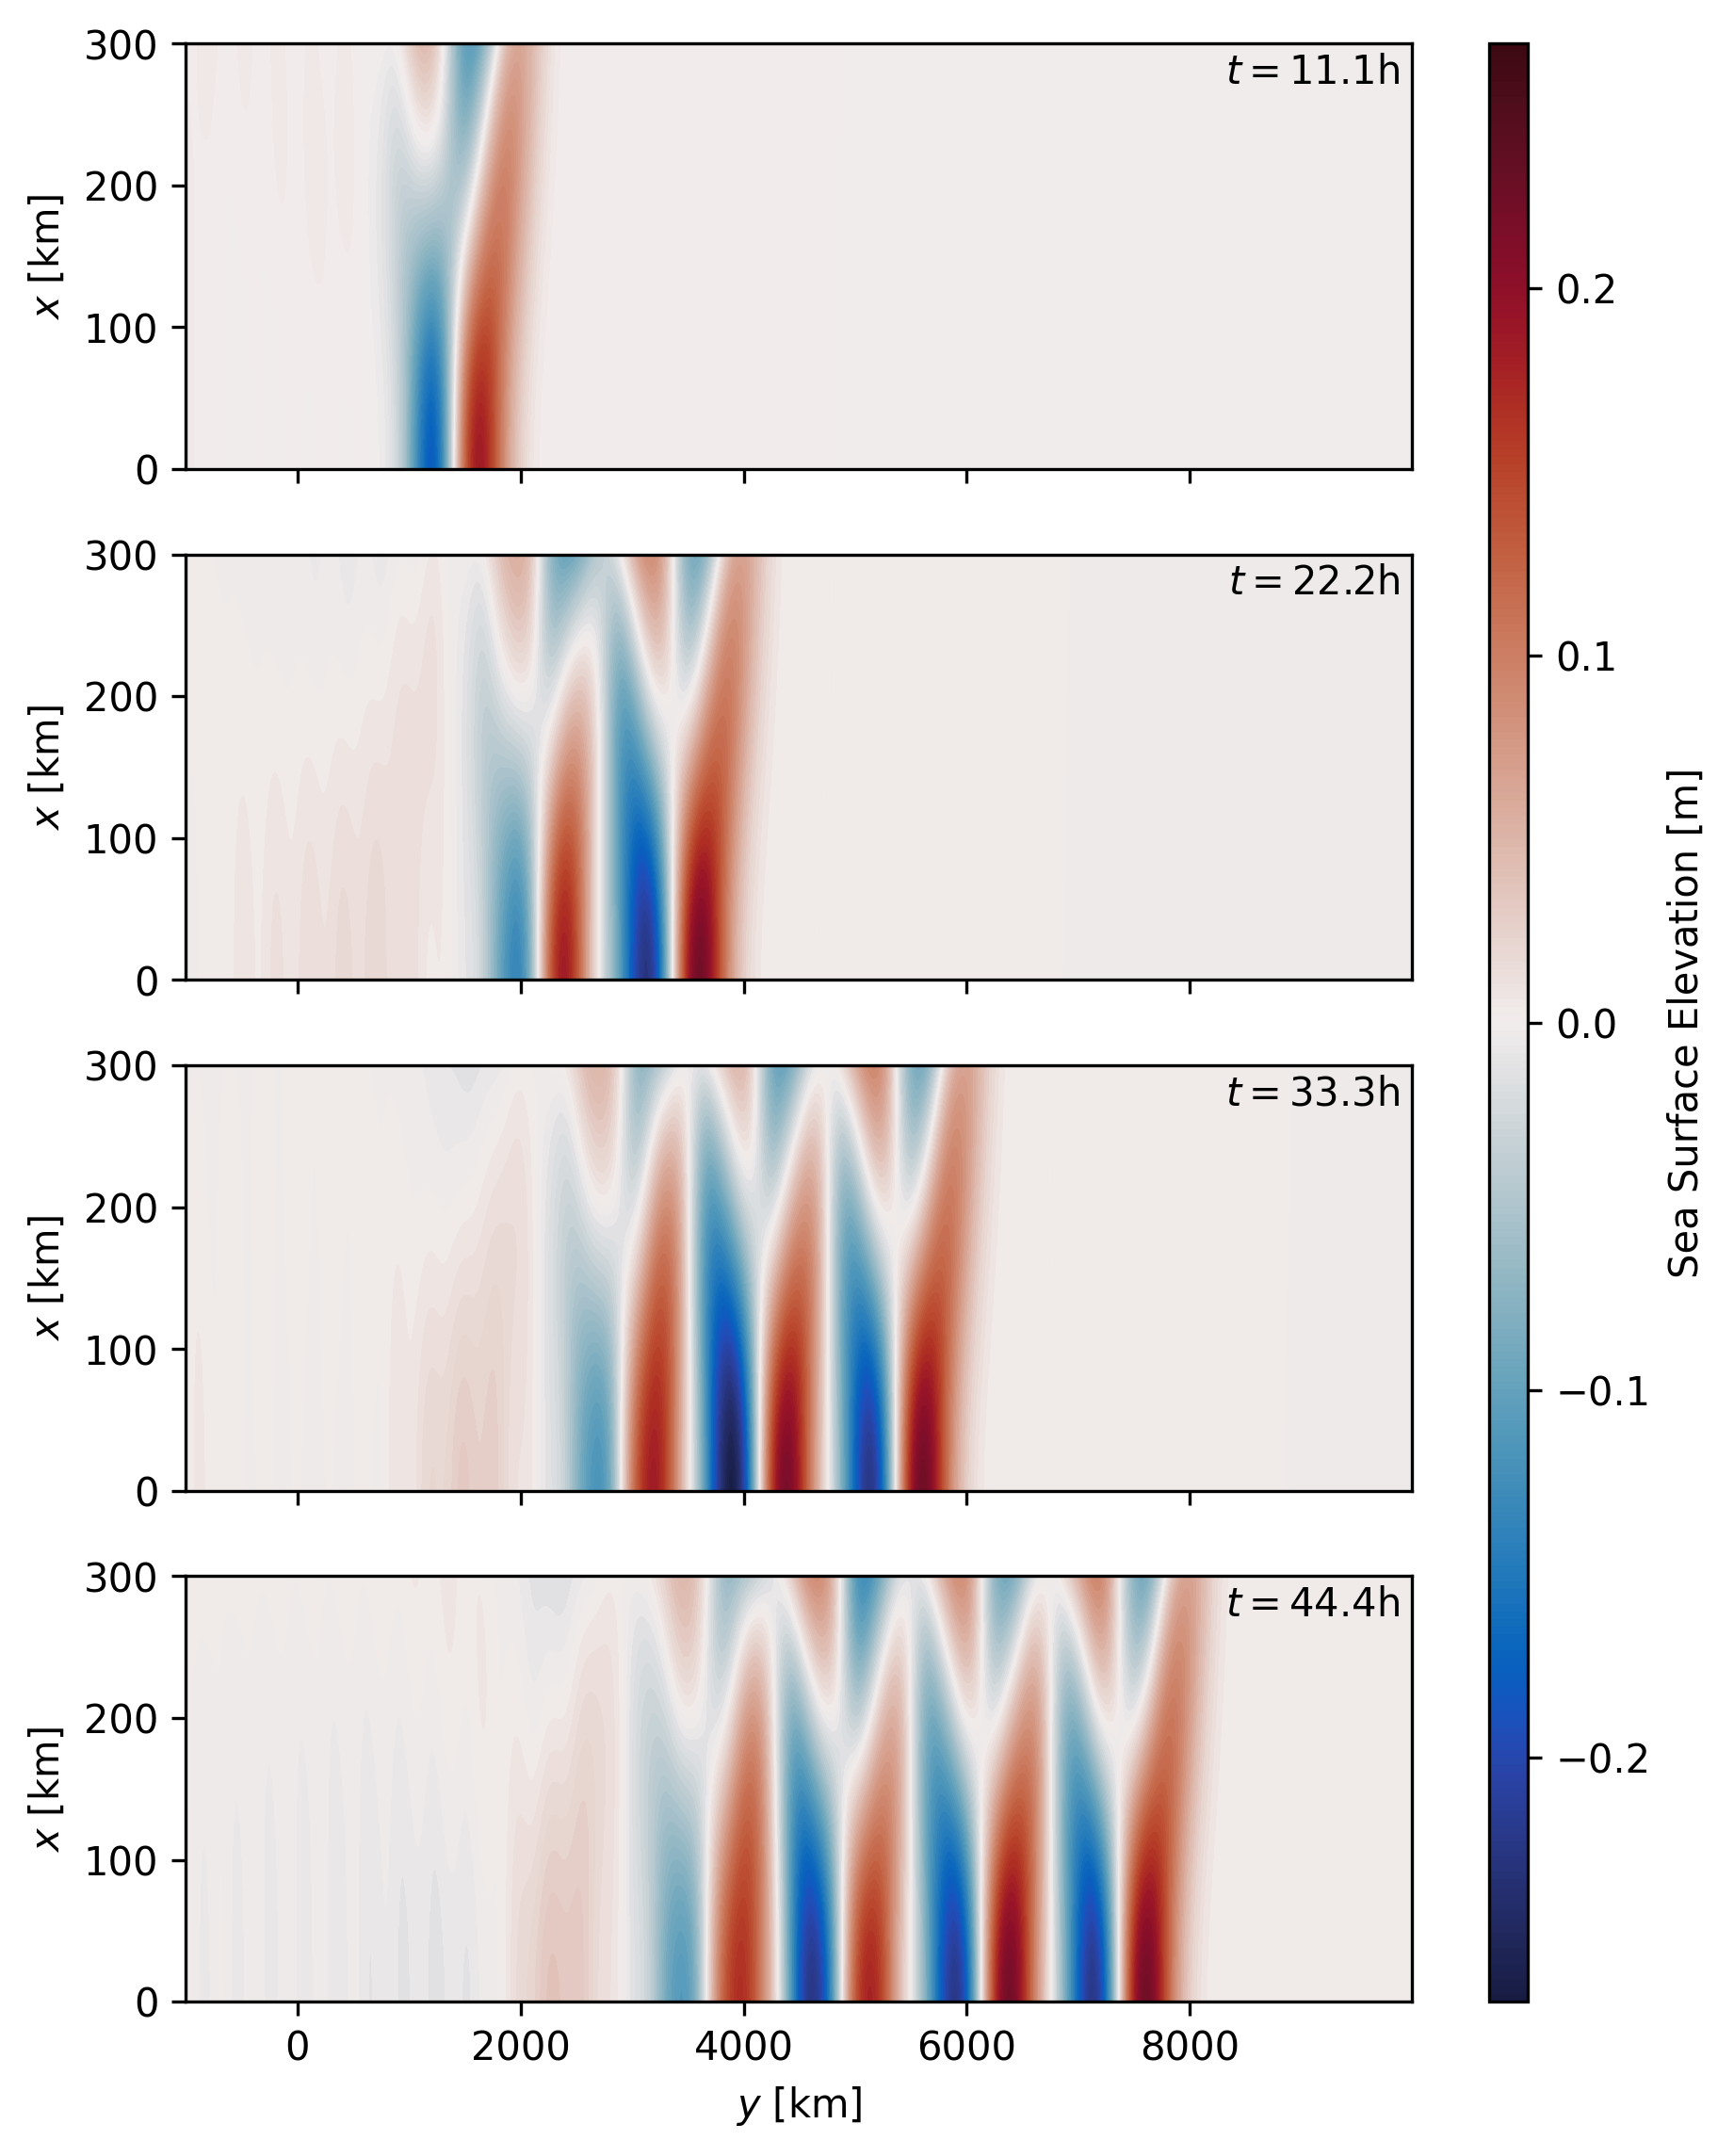 300
200
100
0
x [km]
t = 11.1h
300
200
100
0
x [km]
t = 22.2h
300
200
100
0
x [km]
t = 33.3h
300
200
100
0
x [km]
t = 44.4h
0 2000 4000 6000 8000
y [km]
0.2
0.1
0.0
−0.1
−0.2
Sea Surface Elevation [m]